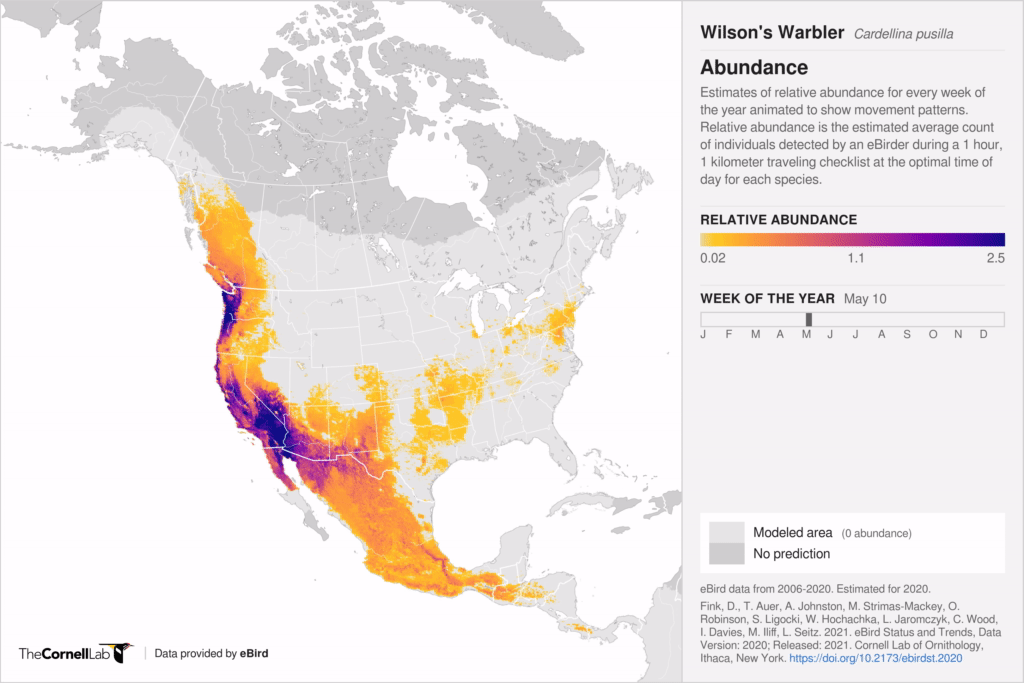 Wilson's Warbler Cardellina pusilla
Abundance
Estimates of relative abundance for every week of
the year animated to show movement patterns.
Relative abundance is the estimated average count
of individuals detected by an eBirder during a 1 hour,
1 kilometer traveling checklist at the optimal time of
day for each species.
RELATIVE ABUNDANCE
0.02 1.1 2.5
WEEK OF THE YEAR May 10
J F M A M J J A S O N D
Modeled area (0 abundance)
No prediction
eBird data from 2006-2020. Estimated for 2020.
Fink, D., T. Auer, A. Johnston, M. Strimas-Mackey, O.
Robinson, S. Ligocki, W. Hochachka, L. Jaromczyk, C. Wood,
I. Davies, M. Iliff, L. Seitz. 2021. eBird Status and Trends, Data
Version: 2020; Released: 2021. Cornell Lab of Ornithology,
Ithaca, New York. https://doi.org/10.2173/ebirdst.2020
TheCornellLab Data provided by eBird